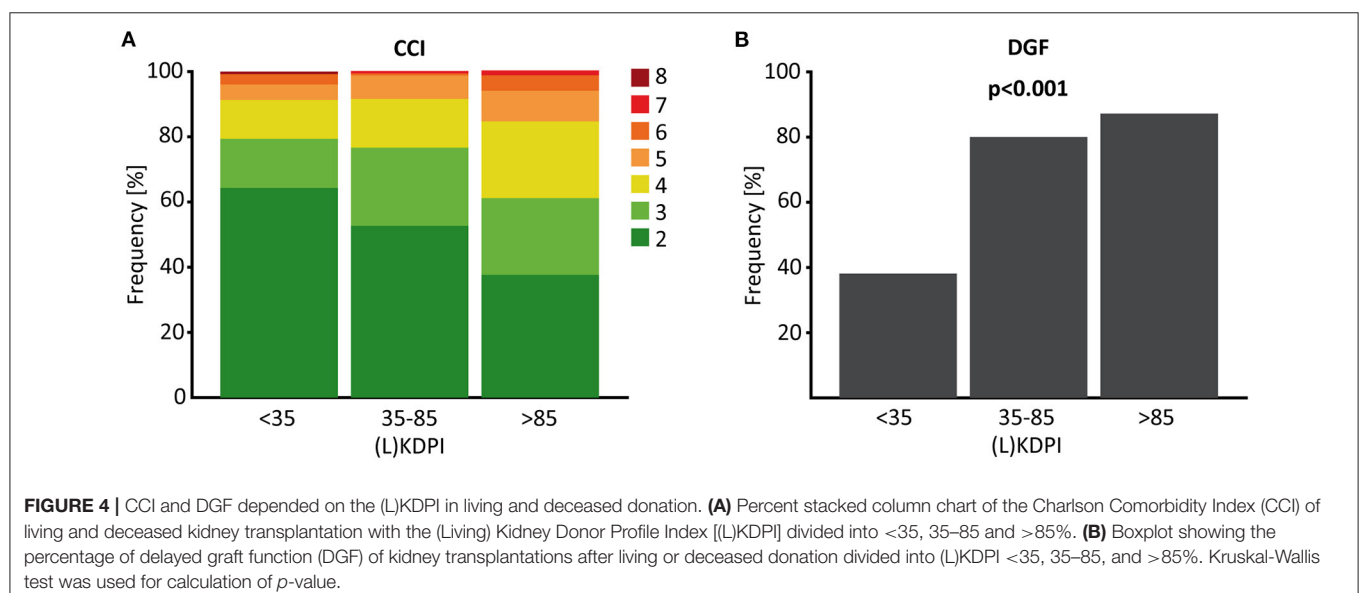 A
CCI
Frequency [%]
100
80
60
40
20
0
<35
35-85
>85
(L)KDPI
8
7
6
5
4
3
2
B
DGF
p<0.001
Frequency [%]
100
80
60
40
20
<35
35-85
>85
(L)KDPI
FIGURE 4 | CCI and DGF depended on the (L)KDPI in living and deceased donation. (A) Percent stacked column chart of the Charlson Comorbidity Index (CCI) of
living and deceased kidney transplantation with the (Living) Kidney Donor Profile Index [(L)KDPI] divided into <35, 35–85 and >85%. (B) Boxplot showing the
percentage of delayed graft function (DGF) of kidney transplantations after living or deceased donation divided into (L)KDPI <35, 35–85, and >85%. Kruskal-Wallis
test was used for calculation of p-value.